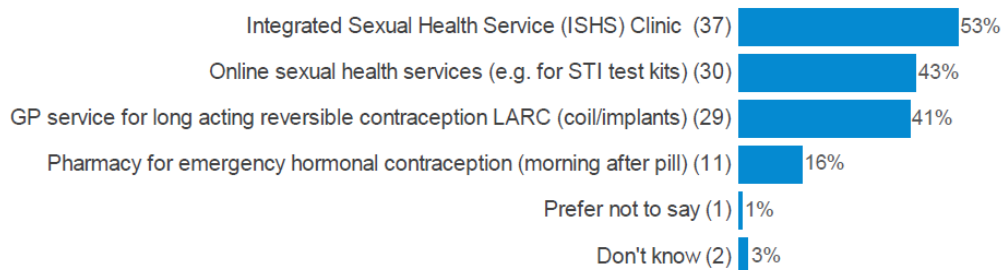 Integrated Sexual Health Service (ISHS) Clinic (37) 53%
Online sexual health services (e.g. for STI test kits) (30) 43%
GP service for long acting reversible contraception LARC (coil/implants) (29) 41%
Pharmacy for emergency hormonal contraception (morning after pill) (11) 16%
Prefer not to say (1) 1%
Don't know (2) 3%